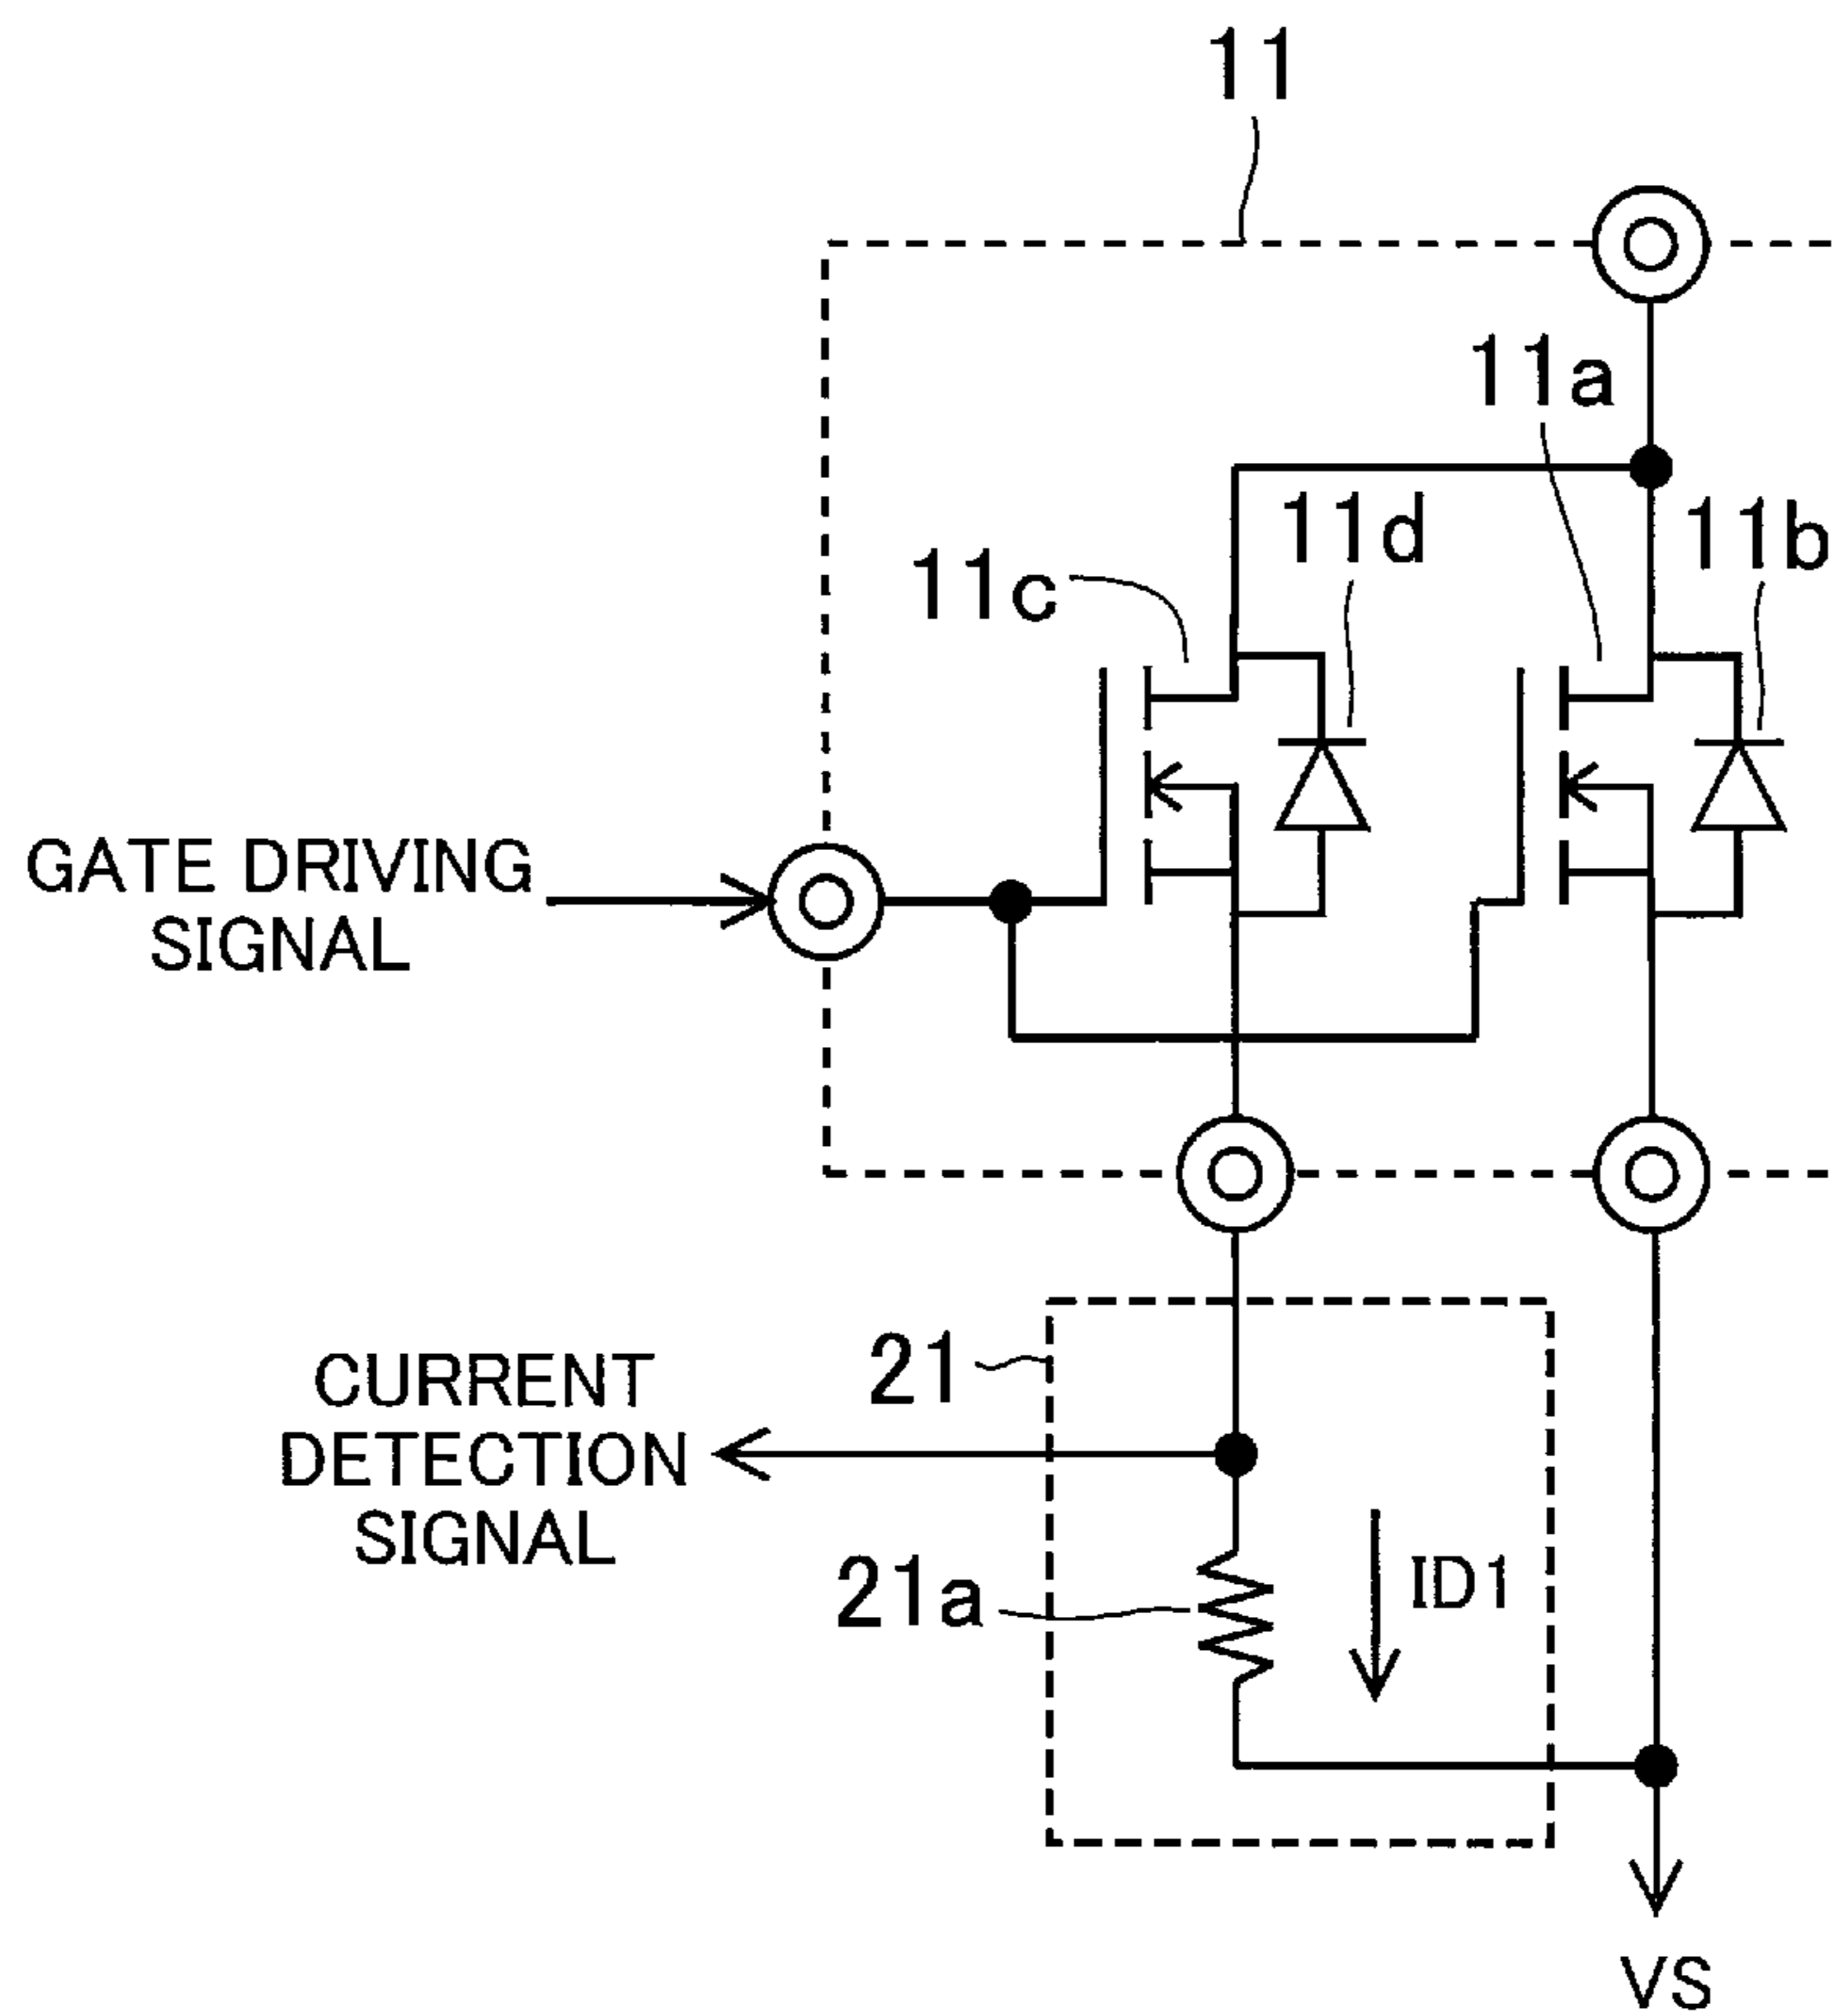 11
11a
11d
11b
11c
GATE DRIVING
SIGNAL
21
CURRENT
DETECTION
SIGNAL
21a
ID1
VS